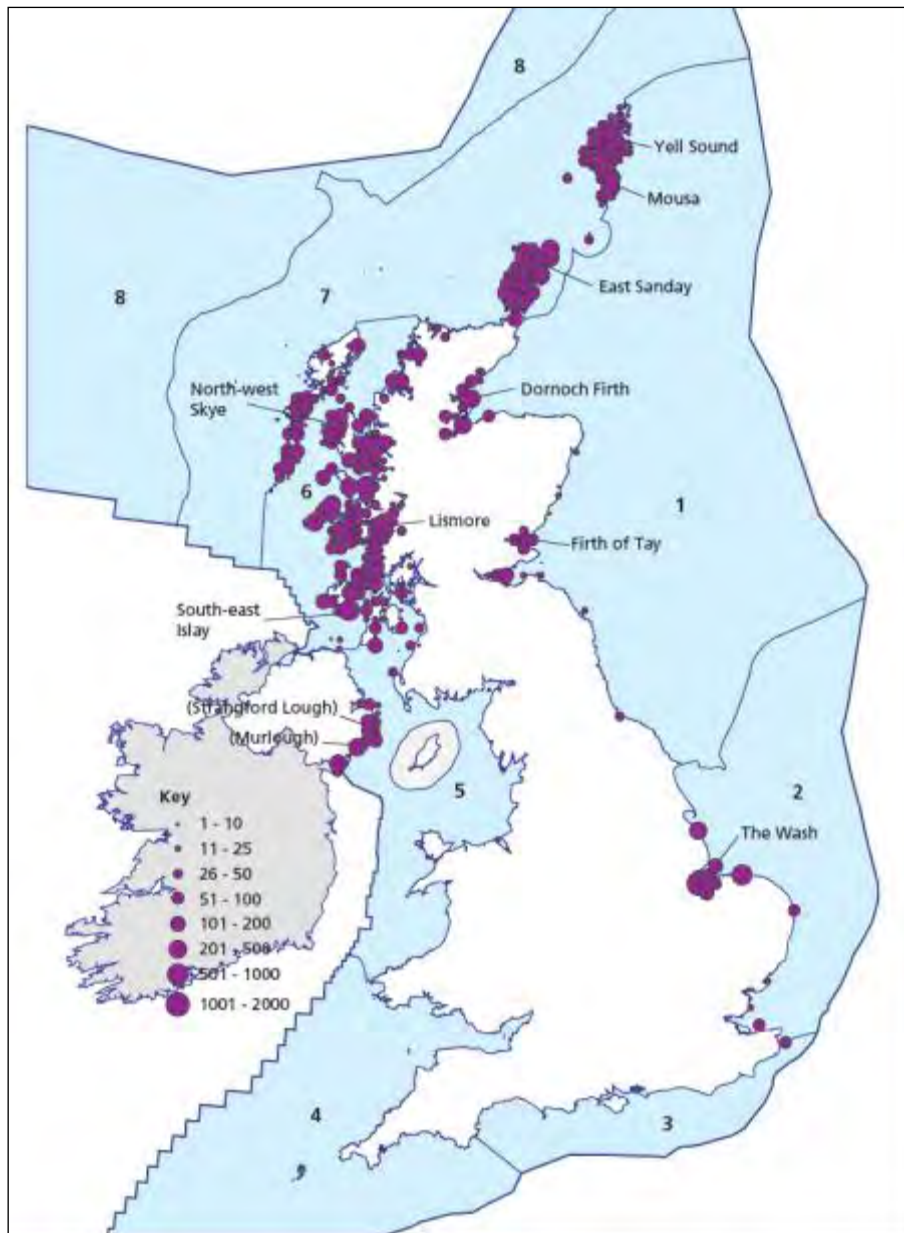 8
Yell Sound
Mousa
East Sanday
8
7
North-west
Skye
Dornoch Firth
6
1
Lismore
Firth of Tay
South-east
Islay
(Strangford Lough)
(Murlough)
5
2
Key
The Wash
1 - 10
11 - 25
26 - 50
51 - 100
101 - 200
201 - 500
501 - 1000
1001 - 2000
4
3